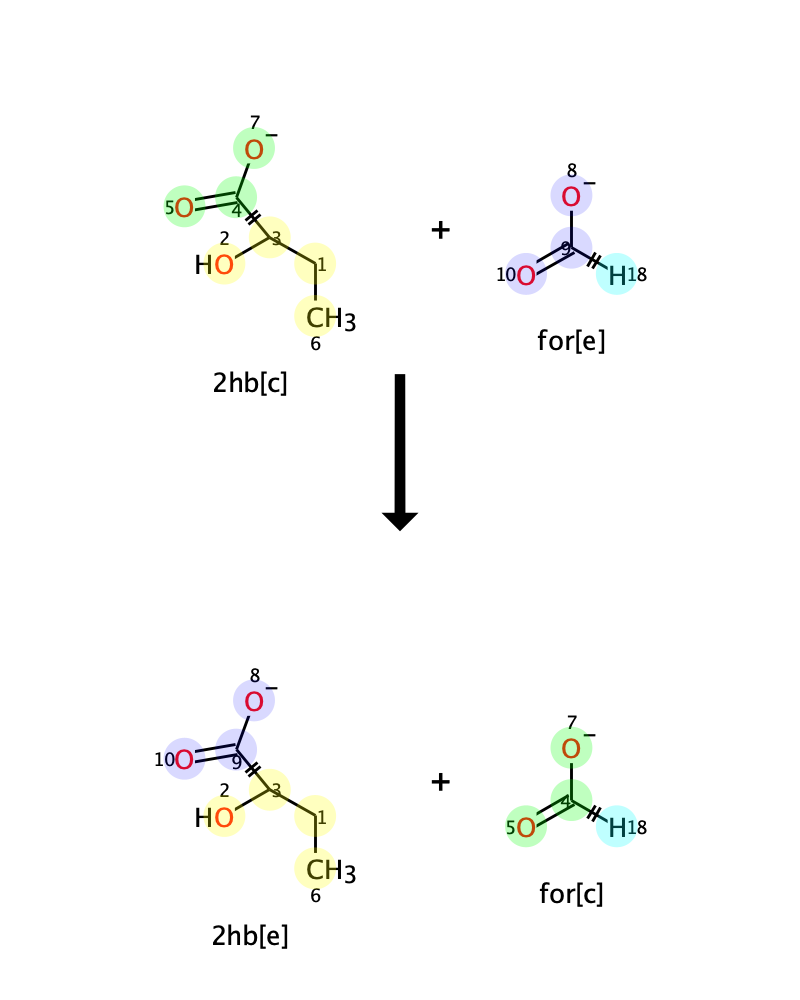 7
O−
5O
4
2
3
HO
1
CH3
6
2hb[c]
+
8
O−
9
10O
H18
for[e]
8
O−
10O
9
2
3
HO
1
CH3
6
2hb[e]
+
7
O−
4
5O
H18
for[c]